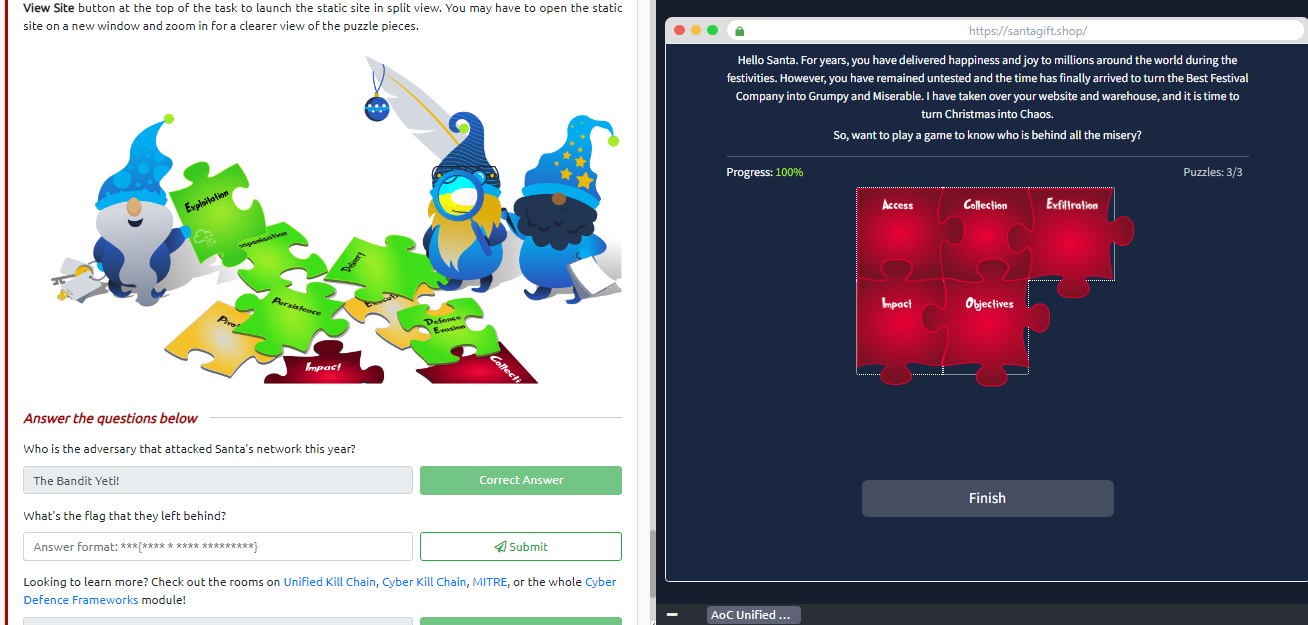 View Site button at the top of the task to launch the static site in split view. You may have to open the static
site on a new window and zoom in for a clearer view of the puzzle pieces.
Exploitation
Delivery
Persistence
Defence
Evasion
Impact
Answer the questions below
Who is the adversary that attacked Santa's network this year?
The Bandit Yeti!
Correct Answer
What's the flag that they left behind?
Answer format: ***{**** * **** *********}
Submit
Looking to learn more? Check out the rooms on Unified Kill Chain, Cyber Kill Chain, MITRE, or the whole Cyber
Defence Frameworks module!
https://santagift.shop/
Hello Santa. For years, you have delivered happiness and joy to millions around the world during the
festivities. However, you have remained untested and the time has finally arrived to turn the Best Festival
Company into Grumpy and Miserable. I have taken over your website and warehouse, and it is time to
turn Christmas into Chaos.
So, want to play a game to know who is behind all the misery?
Progress: 100%
Puzzles: 3/3
Access
Collection
Exfiltration
Impact
Objectives
Finish
AoC Unified ...